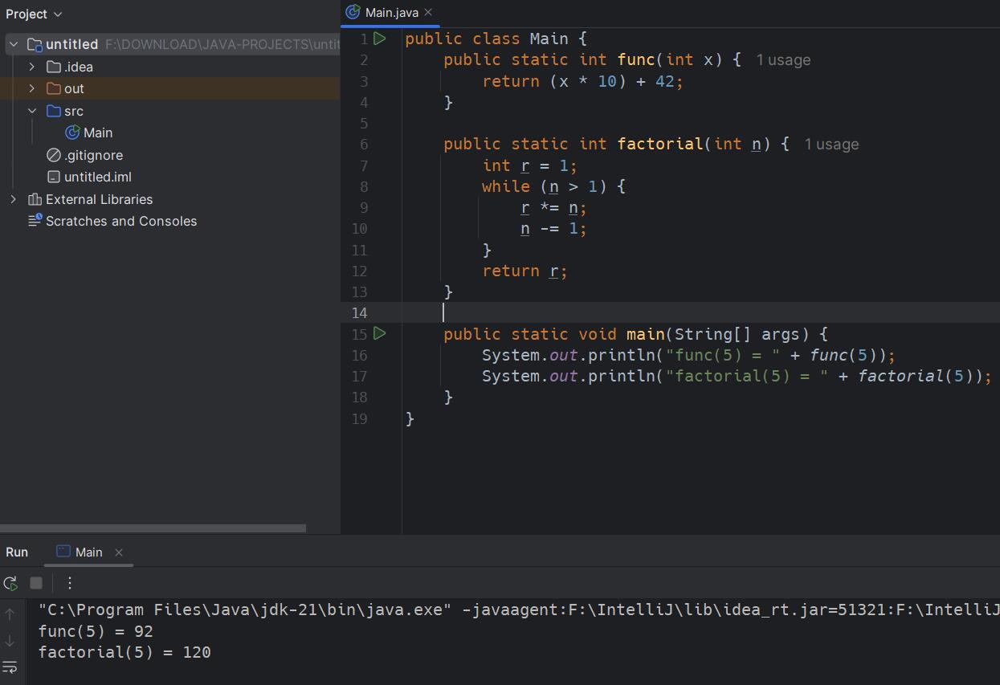 Project
untitled F:\DOWNLOAD\JAVA-PROJECTS\untit
.idea
out
src
Main
.gitignore
untitled.iml
External Libraries
Scratches and Consoles
Main.java
1 public class Main {
2 public static int func(int x) { 1 usage
3 return (x * 10) + 42;
4 }
5
6 public static int factorial(int n) { 1 usage
7 int r = 1;
8 while (n > 1) {
9 r *= n;
10 n -= 1;
11 }
12 return r;
13 }
14
15 public static void main(String[] args) {
16 System.out.println("func(5) = " + func(5));
17 System.out.println("factorial(5) = " + factorial(5));
18 }
19 }
Run Main
"C:\Program Files\Java\jdk-21\bin\java.exe" -javaagent:F:\IntelliJ\lib\idea_rt.jar=51321:F:\IntelliJ
func(5) = 92
factorial(5) = 120